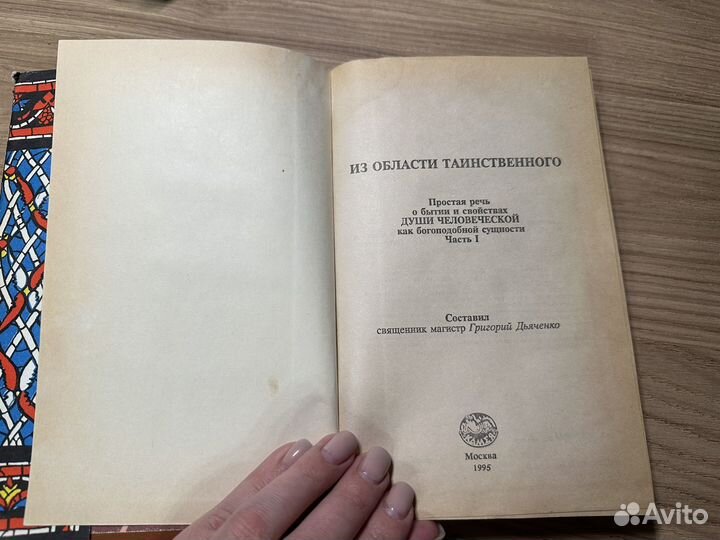 ИЗ ОБЛАСТИ ТАИНСТВЕННОГО
Простая речь
о бытии и свойствах
ДУШИ ЧЕЛОВЕЧЕСКОЙ
как богоподобной сущности
Часть I
Составил
священник магистр Григорий Дьяченко
Москва
1995
Avito